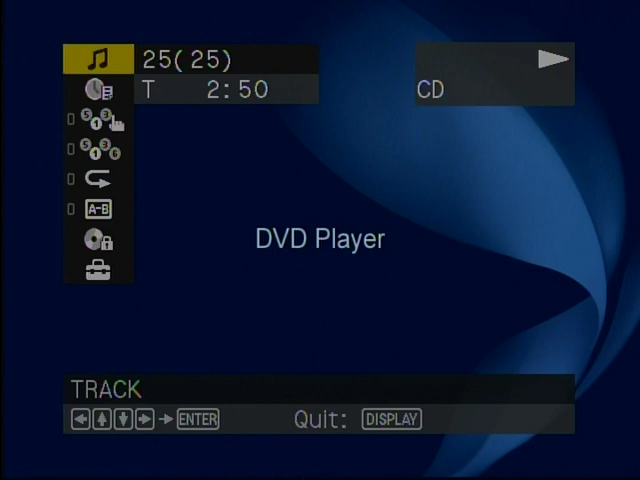 25( 25)
T 2: 50
CD
A-B
DVD Player
TRACK
ENTER Quit: DISPLAY